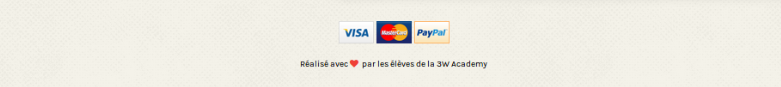 VISA MasterCard PayPal
Réalisé avec ❤ par les élèves de la 3W Academy